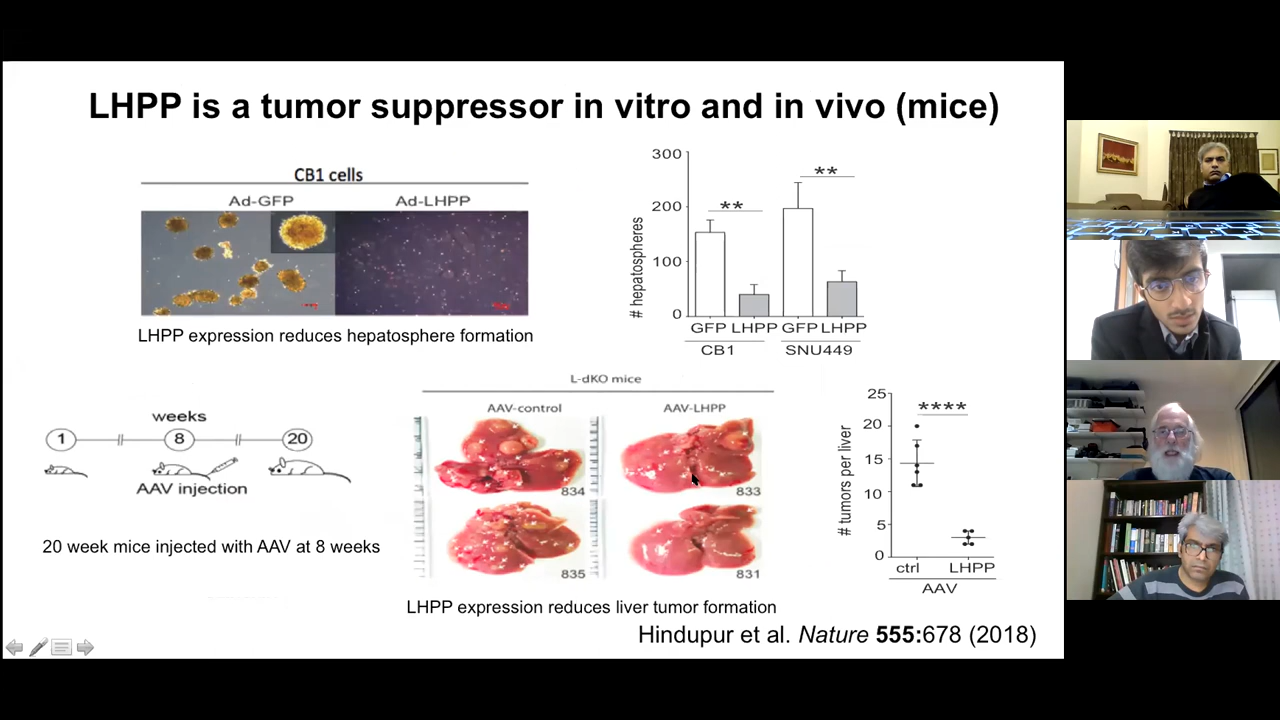 LHPP is a tumor suppressor in vitro and in vivo (mice)
CB1 cells
Ad-GFP Ad-LHPP
LHPP expression reduces hepatosphere formation
# hepatospheres
300
200
100
0
** **
GFP LHPP GFP LHPP
CB1 SNU449
weeks
1 8 20
AAV injection
20 week mice injected with AAV at 8 weeks
L-dKO mice
AAV-control AAV-LHPP
834 833
835 831
LHPP expression reduces liver tumor formation
# tumors per liver
25
20
15
10
5
0
****
ctrl LHPP
AAV
Hindupur et al. Nature 555:678 (2018)